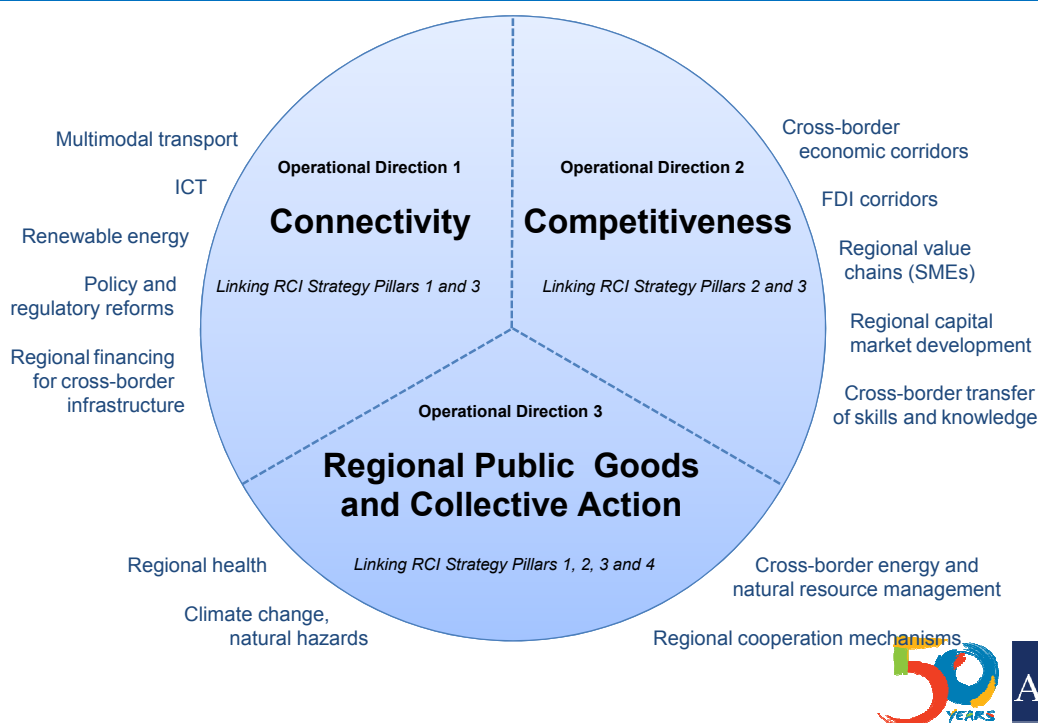 Multimodal transport
ICT
Renewable energy
Policy and
regulatory reforms
Regional financing
for cross-border
infrastructure
Operational Direction 1
Connectivity
Linking RCI Strategy Pillars 1 and 3
Operational Direction 2
Competitiveness
Linking RCI Strategy Pillars 2 and 3
Cross-border
economic corridors
FDI corridors
Regional value
chains (SMEs)
Regional capital
market development
Cross-border transfer
of skills and knowledge
Operational Direction 3
Regional Public Goods
and Collective Action
Linking RCI Strategy Pillars 1, 2, 3 and 4
Regional health
Climate change,
natural hazards
Cross-border energy and
natural resource management
Regional cooperation mechanisms
50
YEARS
A